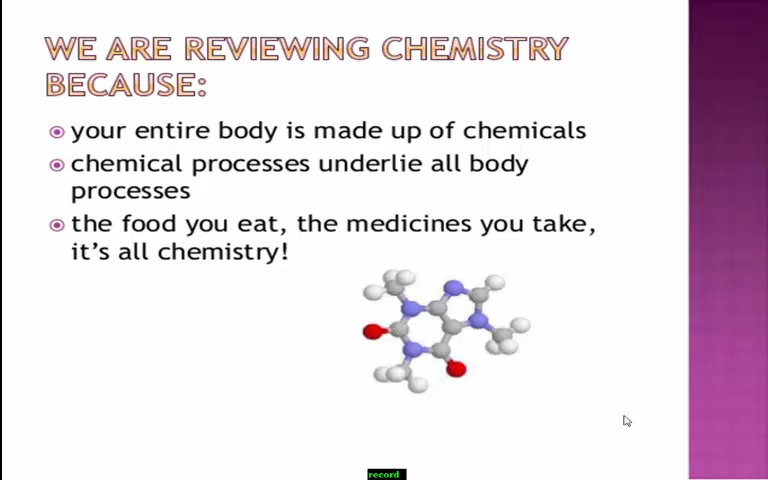 WE ARE REVIEWING CHEMISTRY
BECAUSE:
your entire body is made up of chemicals
chemical processes underlie all body
processes
the food you eat, the medicines you take,
it's all chemistry!
record